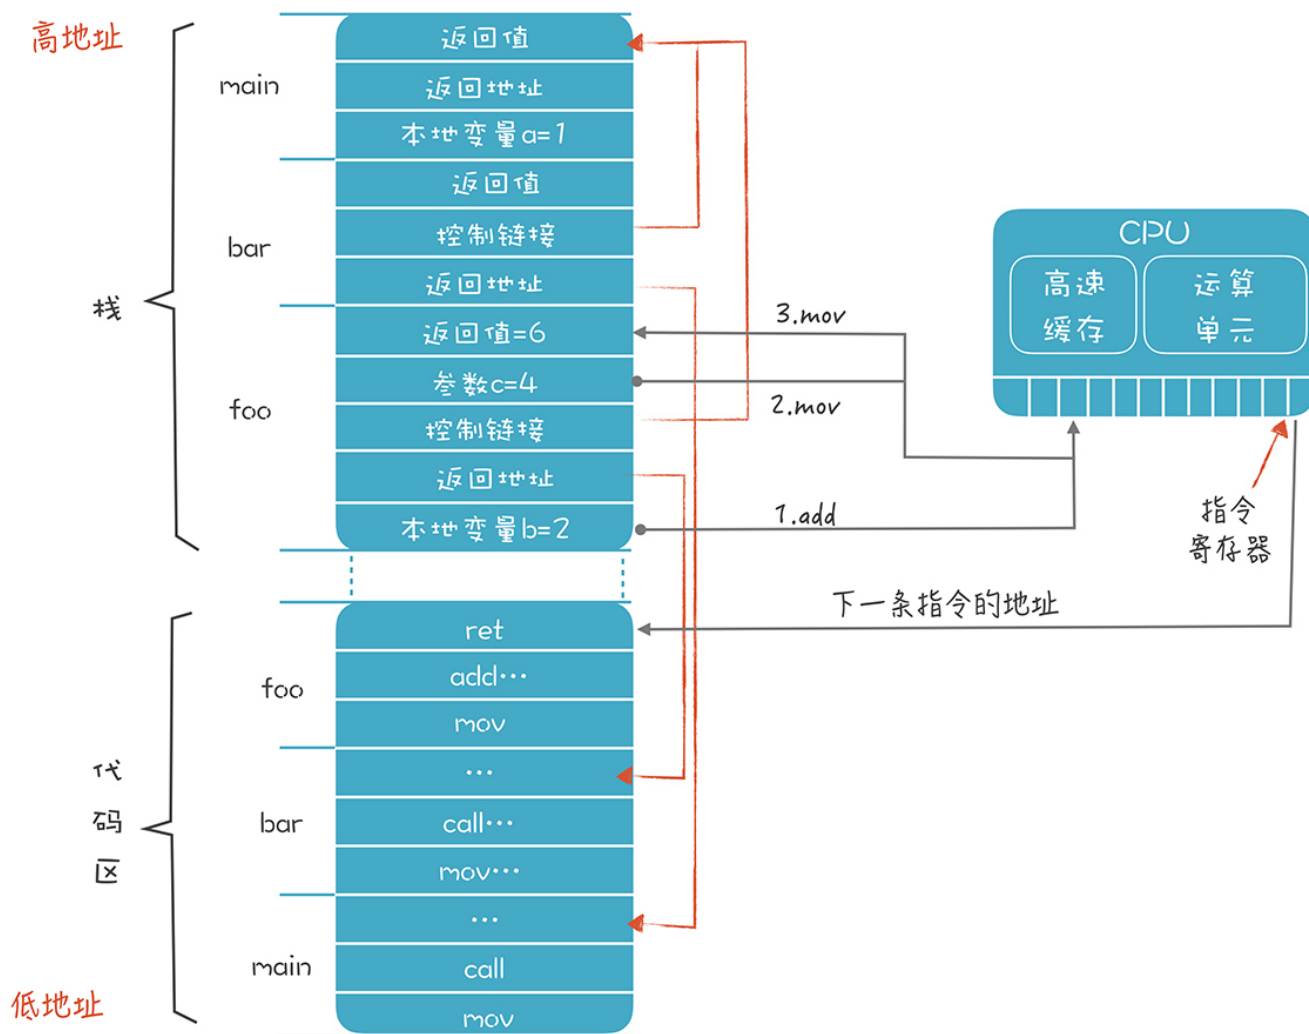 高地址
main
返回值
返回地址
本地变量a=1
bar
返回值
控制链接
返回地址
栈
foo
返回值=6
参数c=4
控制链接
返回地址
本地变量b=2
3.mov
2.mov
1.add
CPU
高速
缓存
运算
单元
指令
寄存器
下一条指令的地址
代
码
区
foo
ret
add…
mov
bar
…
call…
mov…
main
…
call
mov
低地址